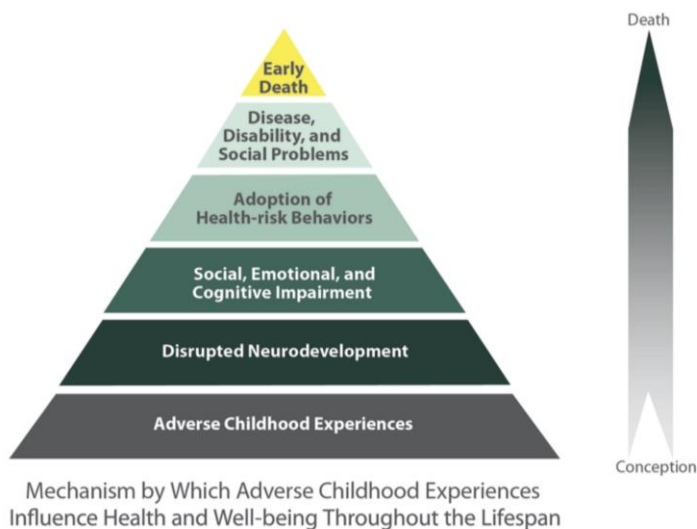 Death
Early
Death
Disease,
Disability, and
Social Problems
Adoption of
Health-risk Behaviors
Social, Emotional, and
Cognitive Impairment
Disrupted Neurodevelopment
Adverse Childhood Experiences
Conception
Mechanism by Which Adverse Childhood Experiences
Influence Health and Well-being Throughout the Lifespan